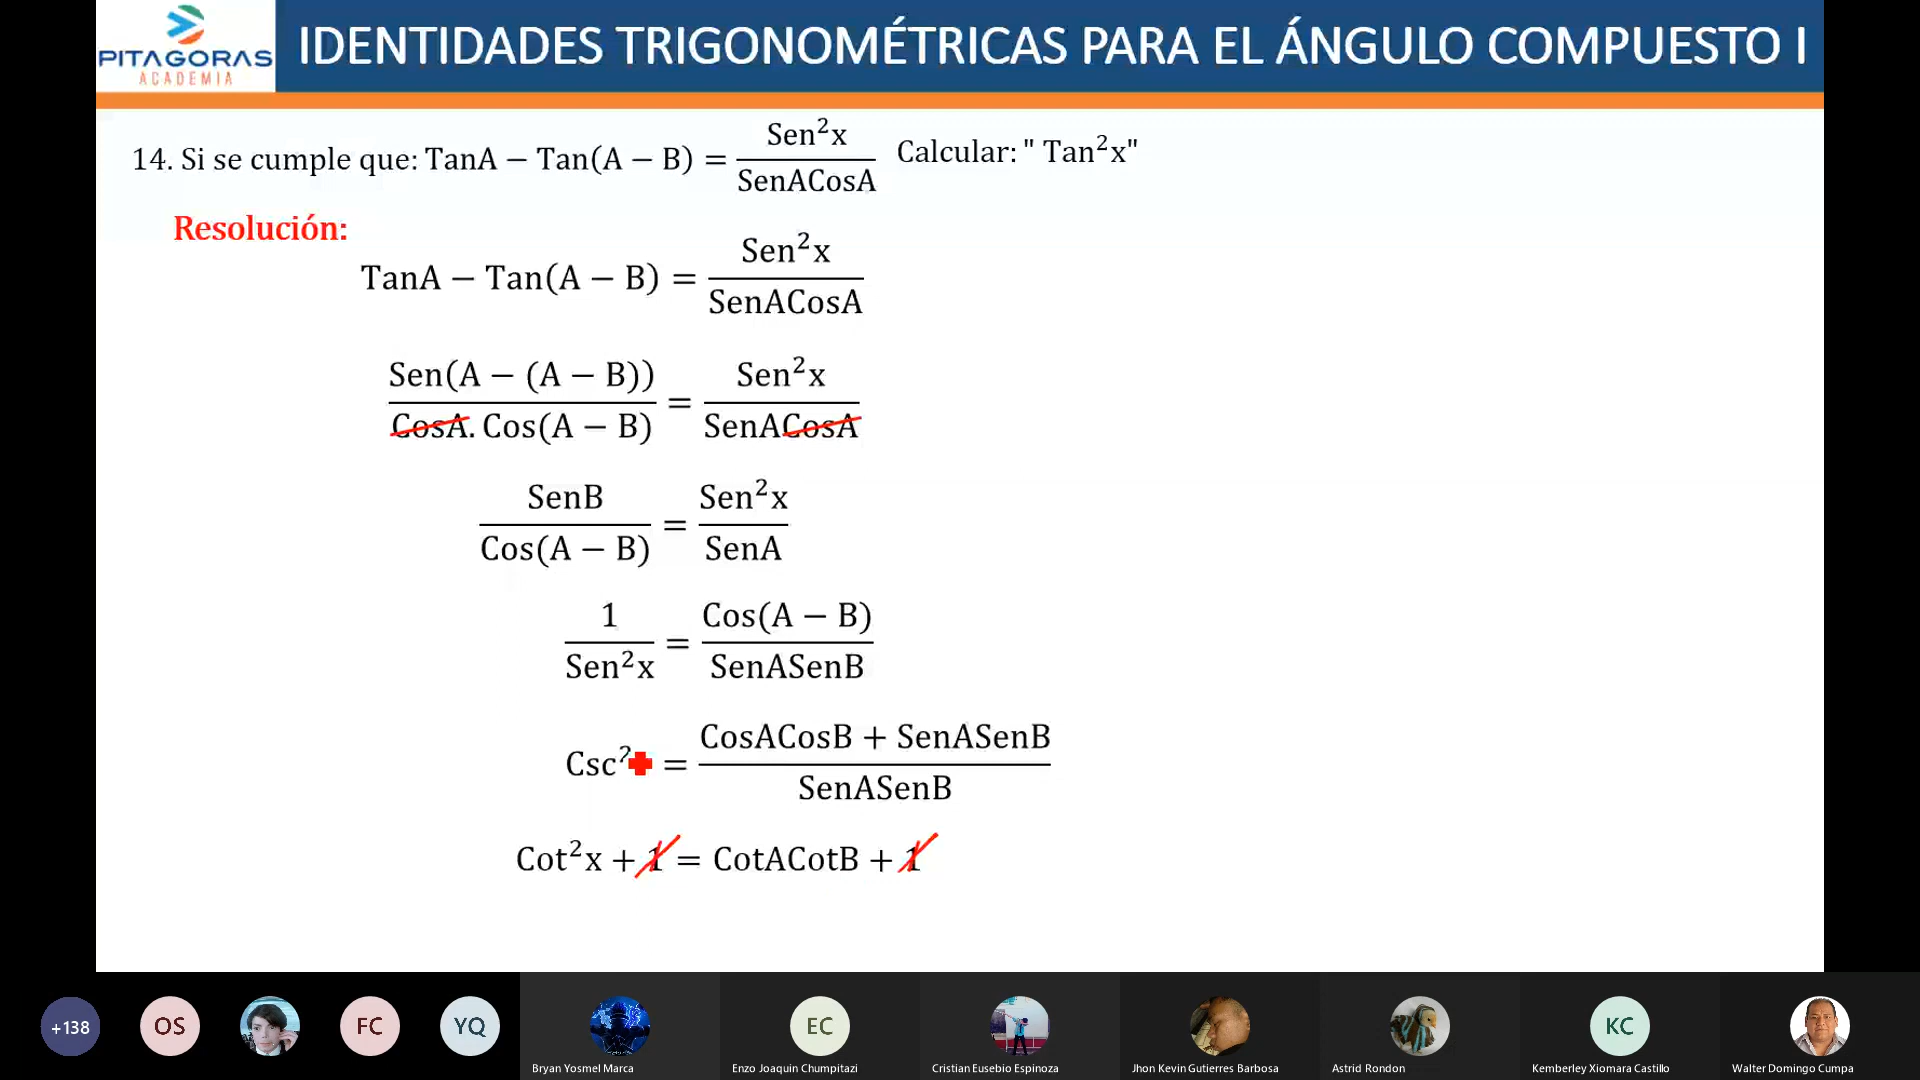 PITAGORAS
ACADEMIA
IDENTIDADES TRIGONOMÉTRICAS PARA EL ÁNGULO COMPUESTO I
14. Si se cumple que: TanA − Tan(A − B) = Sen²x / SenACosA Calcular: " Tan²x"
Resolución:
TanA − Tan(A − B) = Sen²x / SenACosA
Sen(A − (A − B)) / CosA. Cos(A − B) = Sen²x / SenACosA
SenB / Cos(A − B) = Sen²x / SenA
1 / Sen²x = Cos(A − B) / SenASenB
Csc² = CosACosB + SenASenB / SenASenB
Cot²x + 1 = CotACotB + 1
+138
OS
FC
YQ
EC
KC
Bryan Yosmel Marca
Enzo Joaquin Chumpitazi
Cristian Eusebio Espinoza
Jhon Kevin Gutierres Barbosa
Astrid Rondon
Kemberley Xiomara Castillo
Walter Domingo Cumpa